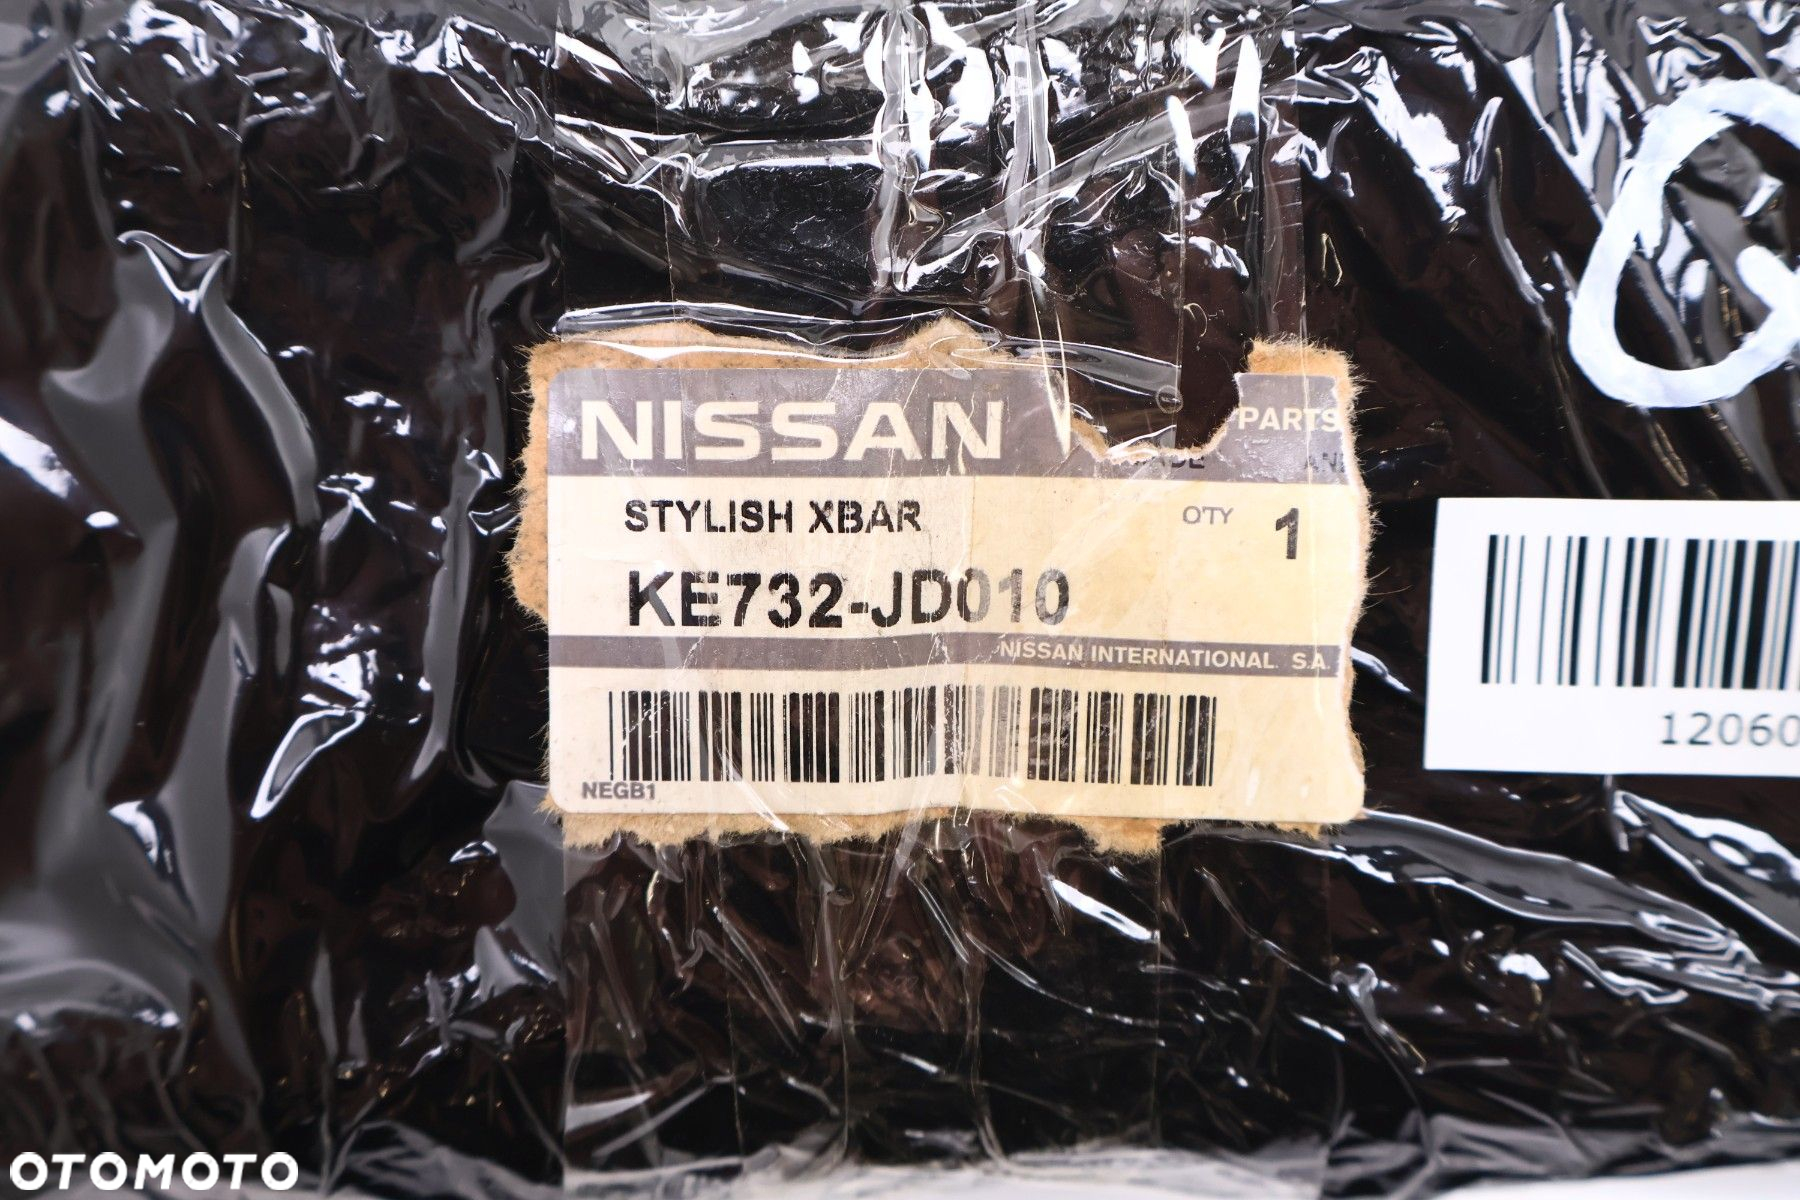 NISSAN PARTS
STYLISH XBAR
Q'TY 1
KE732-JD010
NISSAN INTERNATIONAL S.A.
NEGB1
12060
OTOMOTO